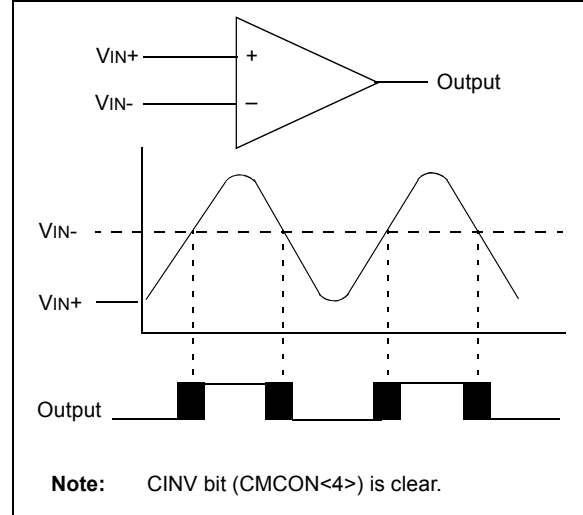 VIN+
+
Output
VIN-
–
VIN-
VIN+
Output
Note: CINV bit (CMCON<4>) is clear.